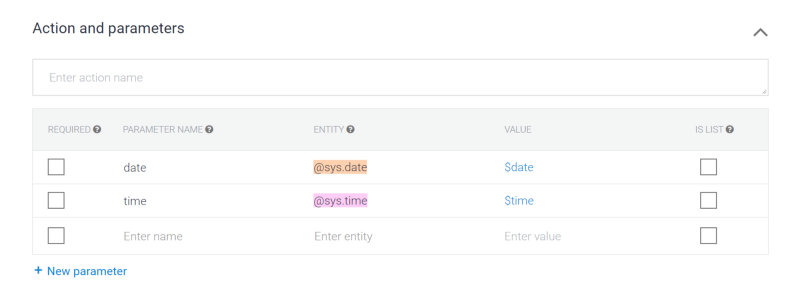 Action and parameters
Enter action name
REQUIRED ? PARAMETER NAME ? ENTITY ? VALUE IS LIST ?
date @sys.date $date
time @sys.time $time
Enter name Enter entity Enter value
+ New parameter